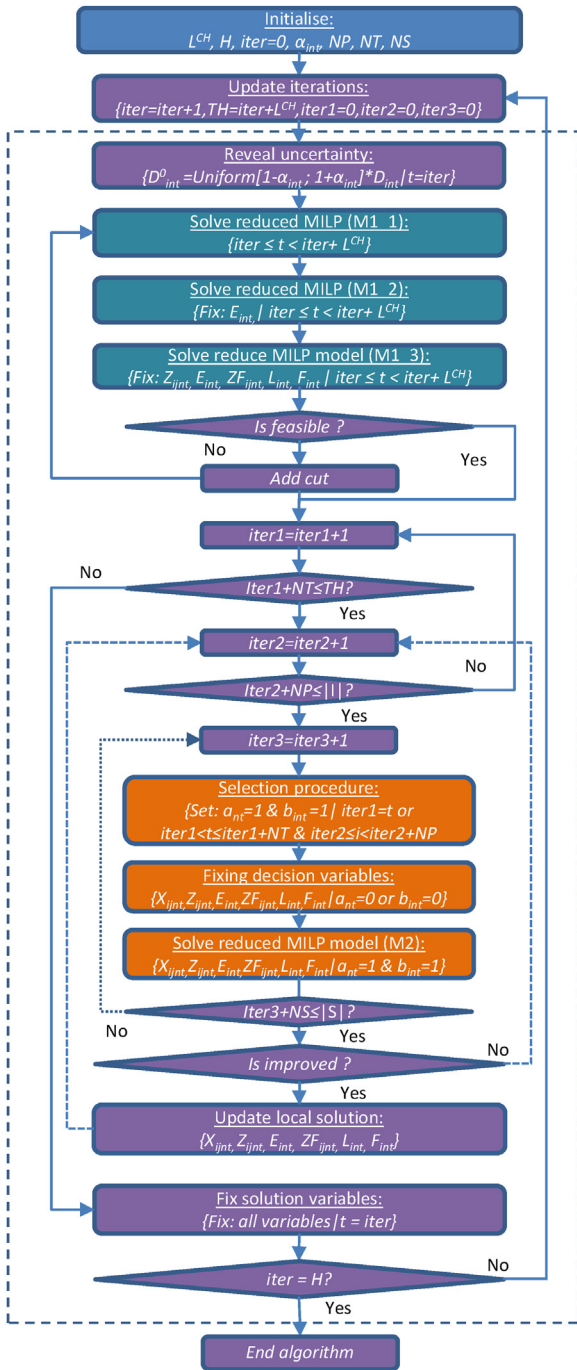 Initialise:
L^CH, H, iter=0, α_int, NP, NT, NS
Update iterations:
{iter=iter+1,TH=iter+L^CH,iter1=0,iter2=0,iter3=0}
Reveal uncertainty:
{D^0_int=Uniform[1-α_int; 1+α_int]*D_int|t=iter}
Solve reduced MILP (M1_1):
{iter ≤ t < iter+ L^CH}
Solve reduced MILP (M1_2):
{Fix: E_int,| iter ≤ t < iter+ L^CH}
Solve reduce MILP model (M1_3):
{Fix: Z_ijnt, E_int, ZF_ijnt, L_int, F_int | iter ≤ t < iter+ L^CH}
Is feasible ?
No
Yes
Add cut
iter1=iter1+1
No
Iter1+NT≤TH?
Yes
iter2=iter2+1
No
Iter2+NP≤|I|?
Yes
iter3=iter3+1
Selection procedure:
{Set: a_nt=1 & b_int=1| iter1=t or
iter1<t≤iter1+NT & iter2≤i<iter2+NP
Fixing decision variables:
{X_ijnt,Z_ijnt,E_int,ZF_ijnt,L_int,F_int|a_nt=0 or b_int=0}
Solve reduced MILP model (M2):
{X_ijnt,Z_ijnt,E_int,ZF_ijnt,L_int,F_int|a_nt=1 & b_int=1}
Iter3+NS≤|S|?
No
Yes
Is improved ?
No
Yes
Update local solution:
{X_ijnt, Z_ijnt, E_int, ZF_ijnt, L_int, F_int}
Fix solution variables:
{Fix: all variables|t = iter}
No
iter = H?
Yes
End algorithm